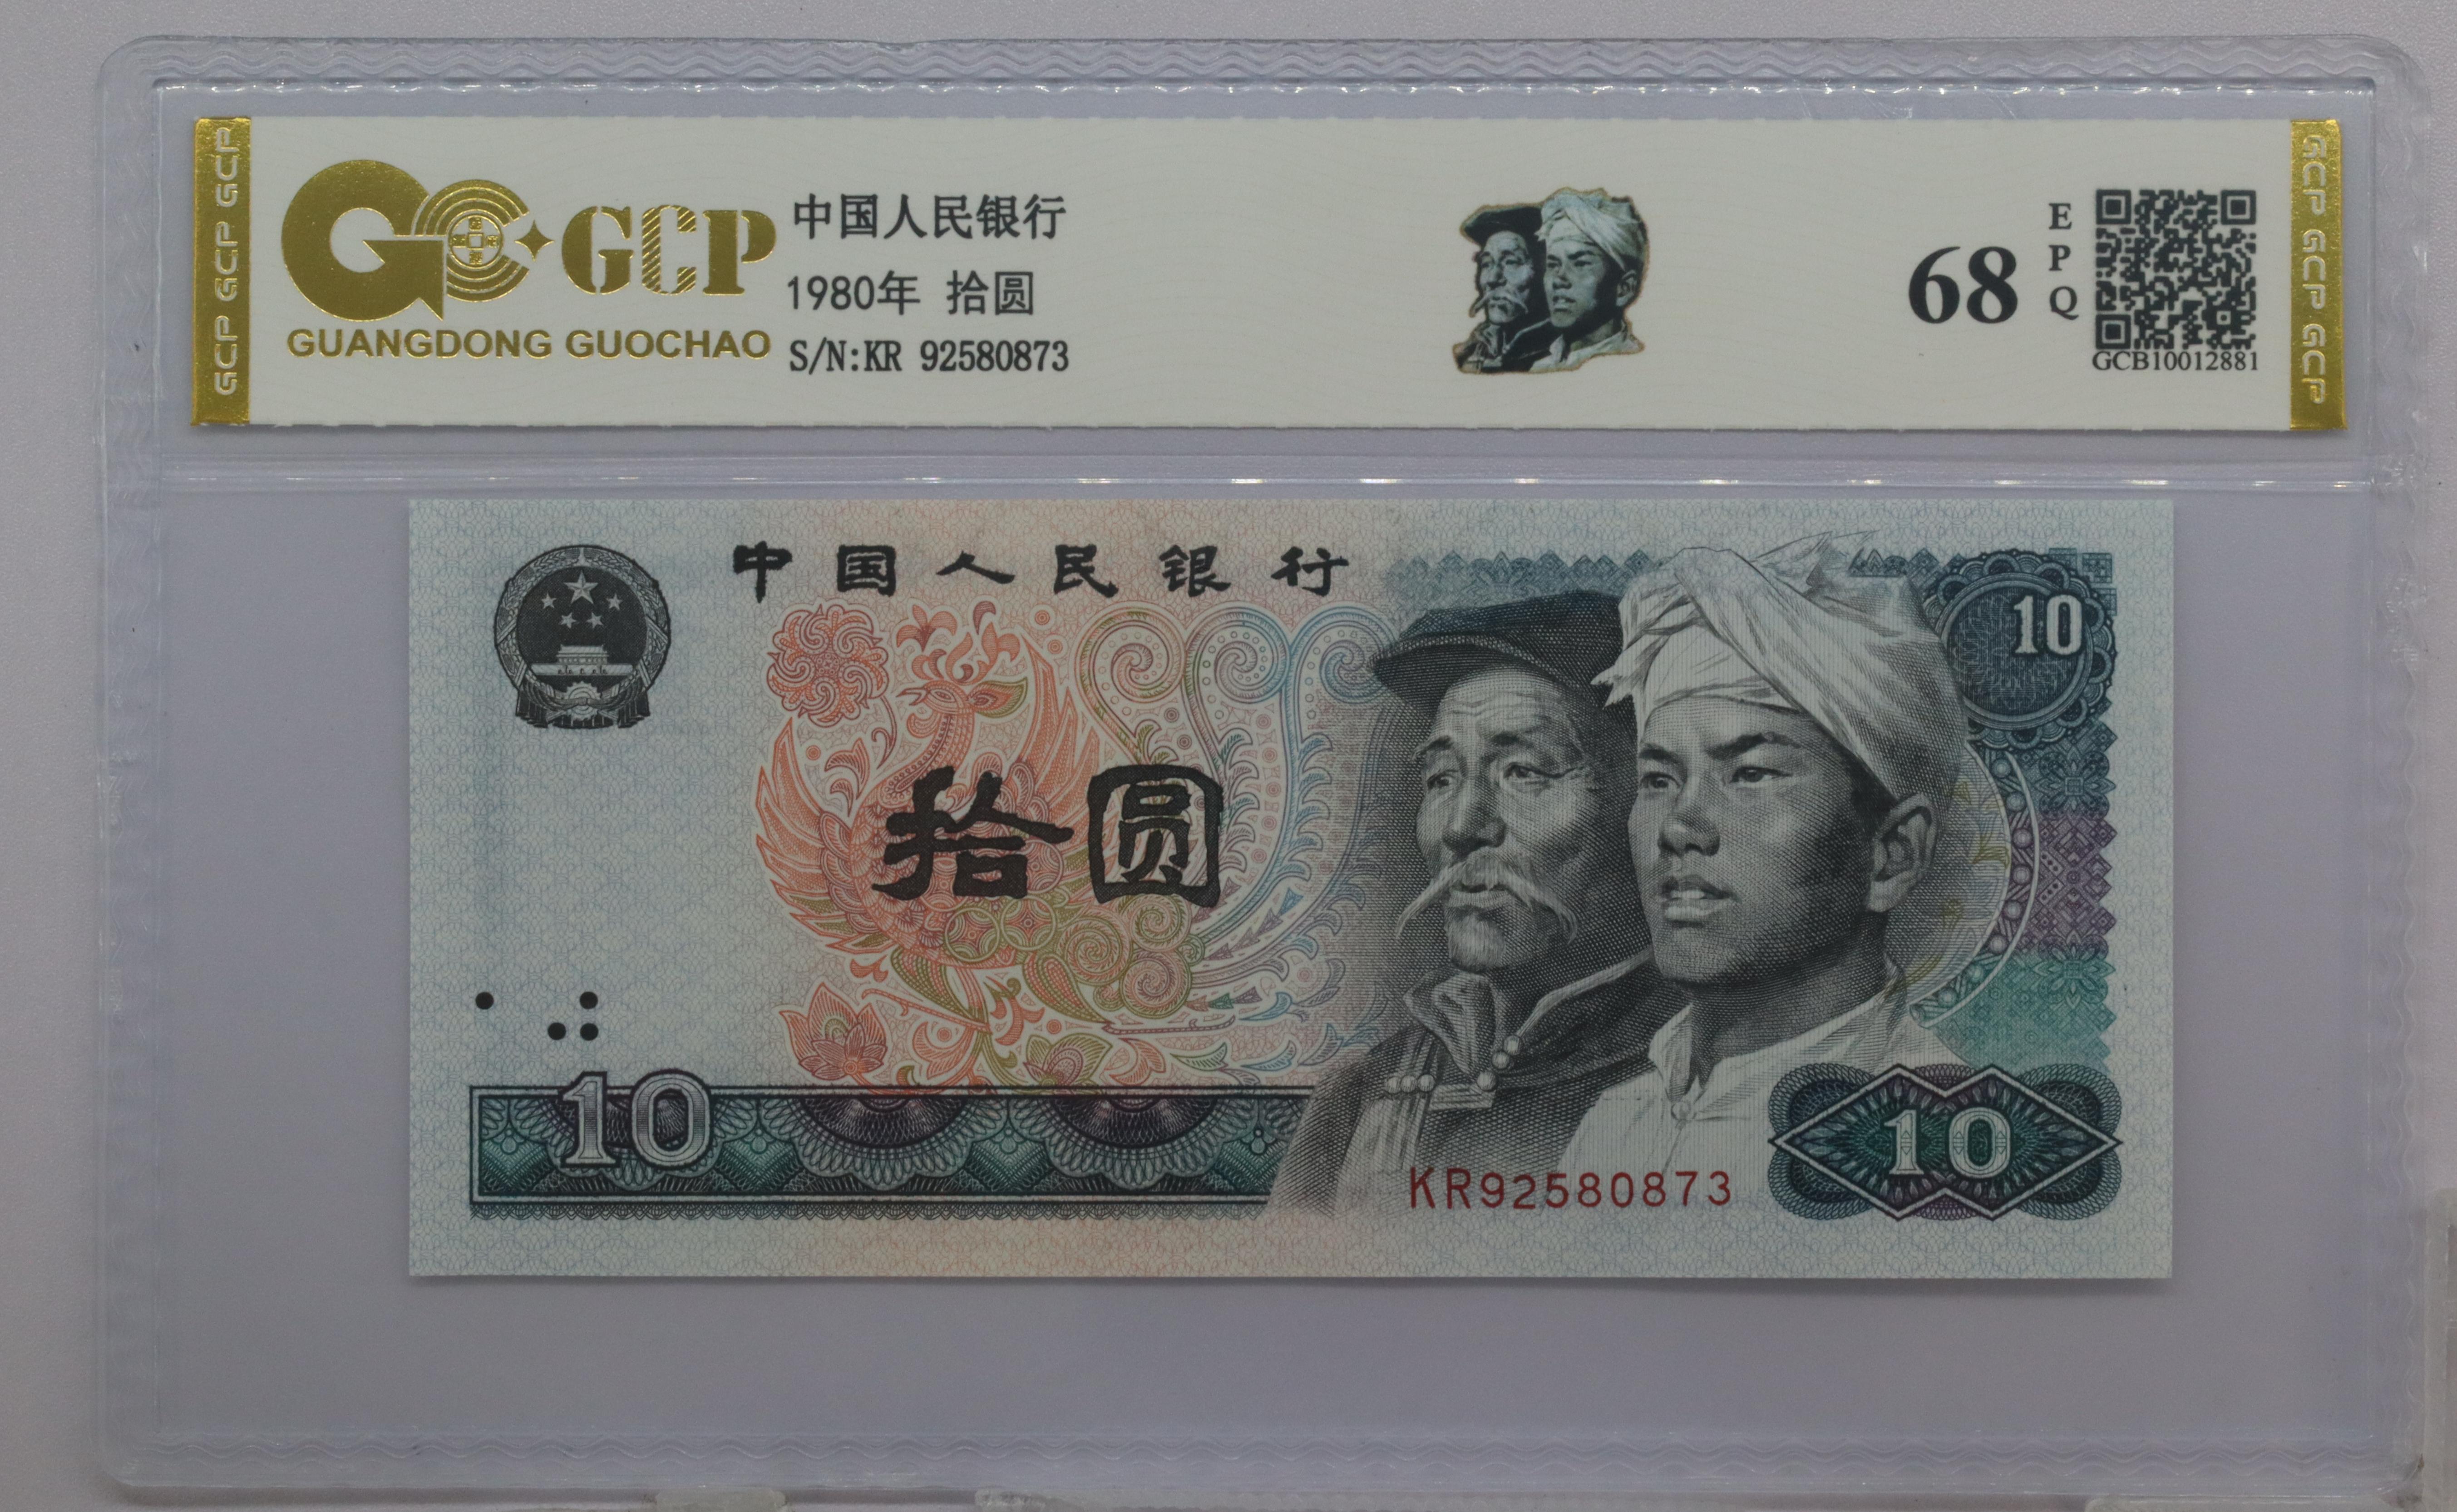 GCP GCP GCP
GCP
GUANGDONG GUOCHAO
中国人民银行
1980年 拾圆
S/N:KR 92580873
68
EPQ
GCB10012881
GCP GCP GCP
中国人民银行
10
拾圆
10
KR92580873
10